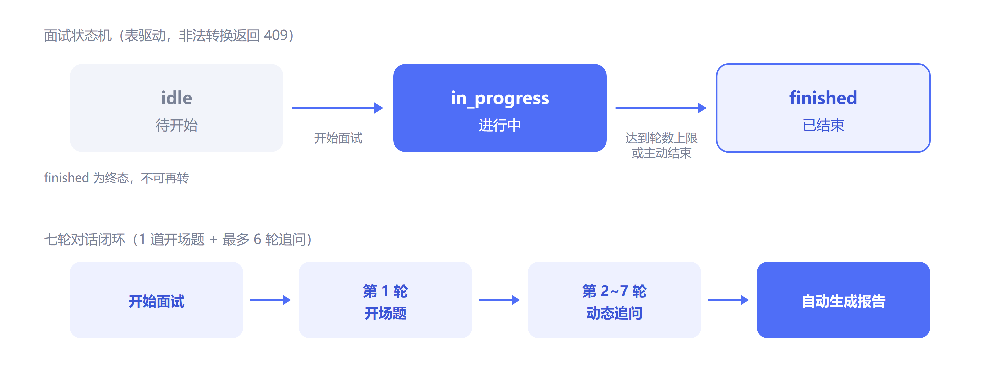 面试状态机（表驱动，非法转换返回 409）
idle
待开始
开始面试
in_progress
进行中
达到轮数上限
或主动结束
finished
已结束
finished 为终态，不可再转
七轮对话闭环（1 道开场题 + 最多 6 轮追问）
开始面试
第 1 轮
开场题
第 2~7 轮
动态追问
自动生成报告